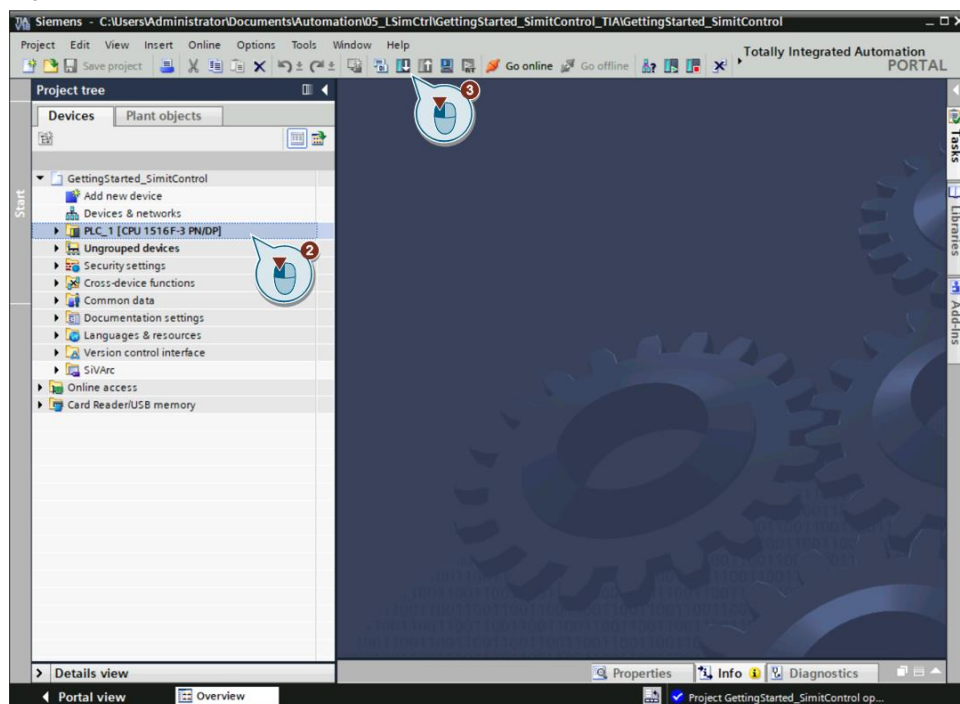 Siemens - C:\Users\Administrator\Documents\Automation\05_LSimCtrl\GettingStarted_SimitControl_TIA\GettingStarted_SimitControl
Project Edit View Insert Online Options Tools Window Help
Totally Integrated Automation
PORTAL
Save project Go online Go offline
Project tree
3
Devices Plant objects
Start
Tasks
Libraries
Add-Ins
GettingStarted_SimitControl
Add new device
Devices & networks
PLC_1 [CPU 1516F-3 PN/DP]
Ungrouped devices
2
Security settings
Cross-device functions
Common data
Documentation settings
Languages & resources
Version control interface
SiVArc
Online access
Card Reader/USB memory
Details view
Properties Info Diagnostics
Portal view Overview
Project GettingStarted_SimitControl op...